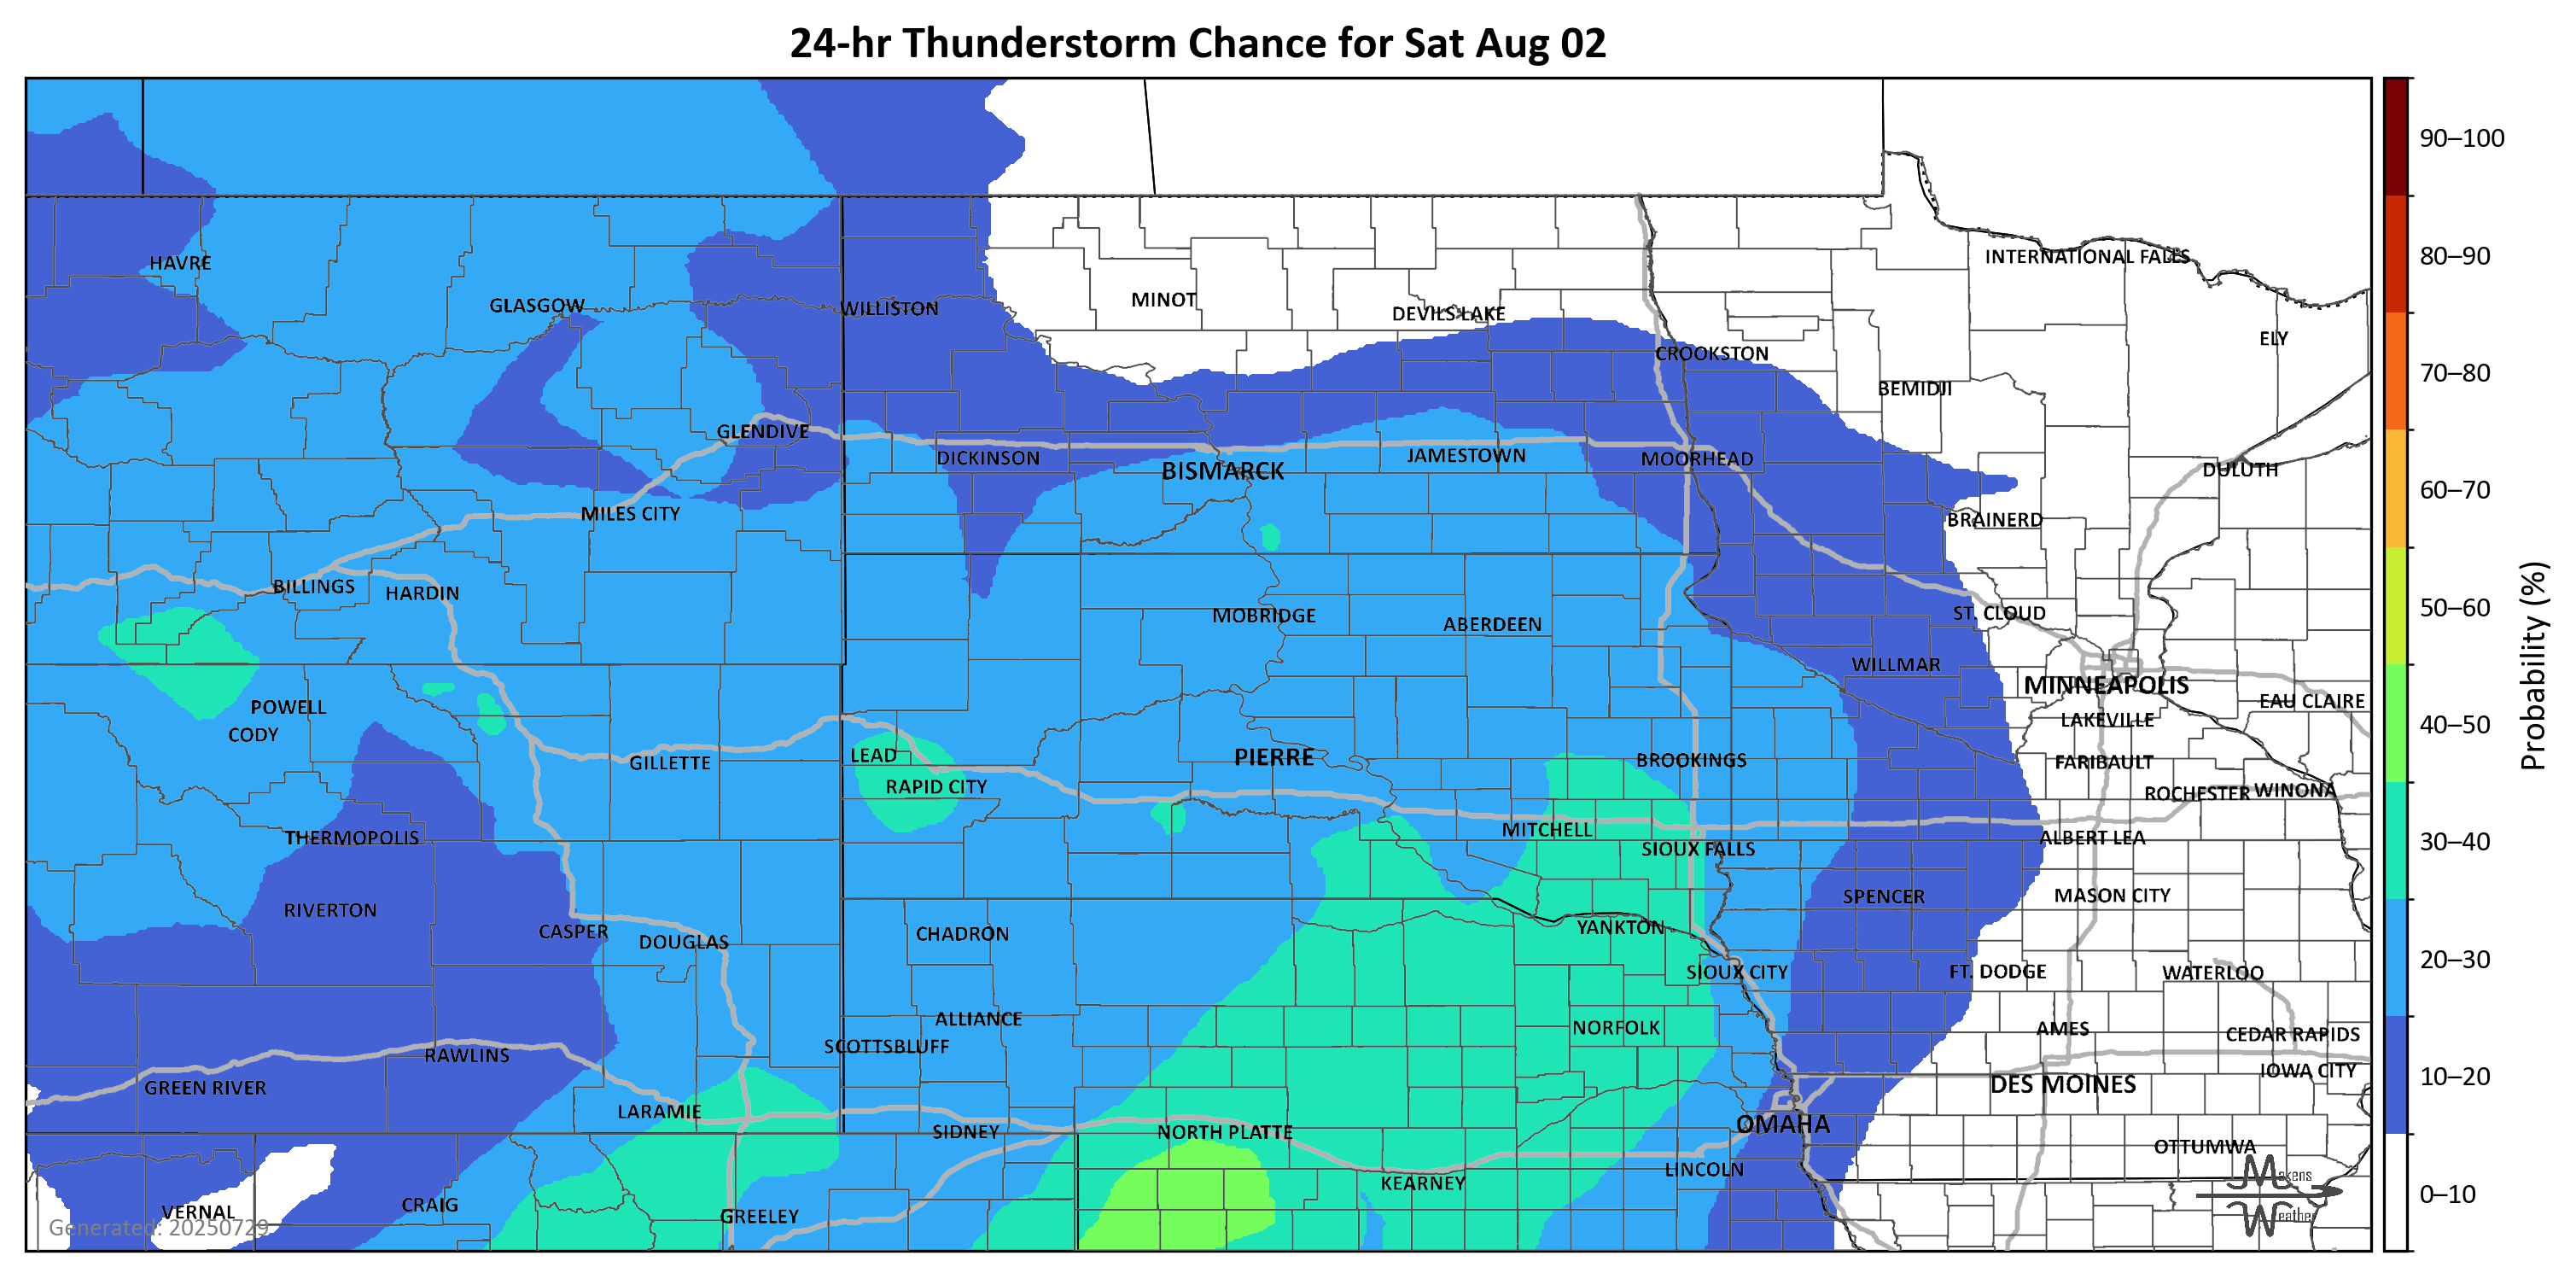 24-hr Thunderstorm Chance for Sat Aug 02
90–100
INTERNATIONAL FALLS
80–90
HAVRE
GLASGOW
WILLISTON
MINOT
DEVILS LAKE
ELY
CROOKSTON
70–80
BEMIDJI
GLENDIVE
DICKINSON
BISMARCK
JAMESTOWN
MOORHEAD
DULUTH
60–70
MILES CITY
BRAINERD
BILLINGS
HARDIN
MOBRIDGE
ABERDEEN
ST. CLOUD
50–60
WILLMAR
MINNEAPOLIS
Probability (%)
POWELL
EAU CLAIRE
CODY
LAKEVILLE
40–50
GILLETTE
LEAD
PIERRE
BROOKINGS
FARIBAULT
RAPID CITY
ROCHESTER
WINONA
THERMOPOLIS
MITCHELL
ALBERT LEA
30–40
SIOUX FALLS
RIVERTON
SPENCER
MASON CITY
CASPER
DOUGLAS
CHADRON
YANKTON
SIOUX CITY
FT. DODGE
WATERLOO
20–30
ALLIANCE
NORFOLK
AMES
CEDAR RAPIDS
SCOTTSBLUFF
RAWLINS
IOWA CITY
GREEN RIVER
DES MOINES
10–20
LARAMIE
SIDNEY
NORTH PLATTE
OMAHA
OTTUMWA
LINCOLN
KEARNEY
Makens
0–10
VERNAL
CRAIG
GREELEY
Weather
Generated: 20250729